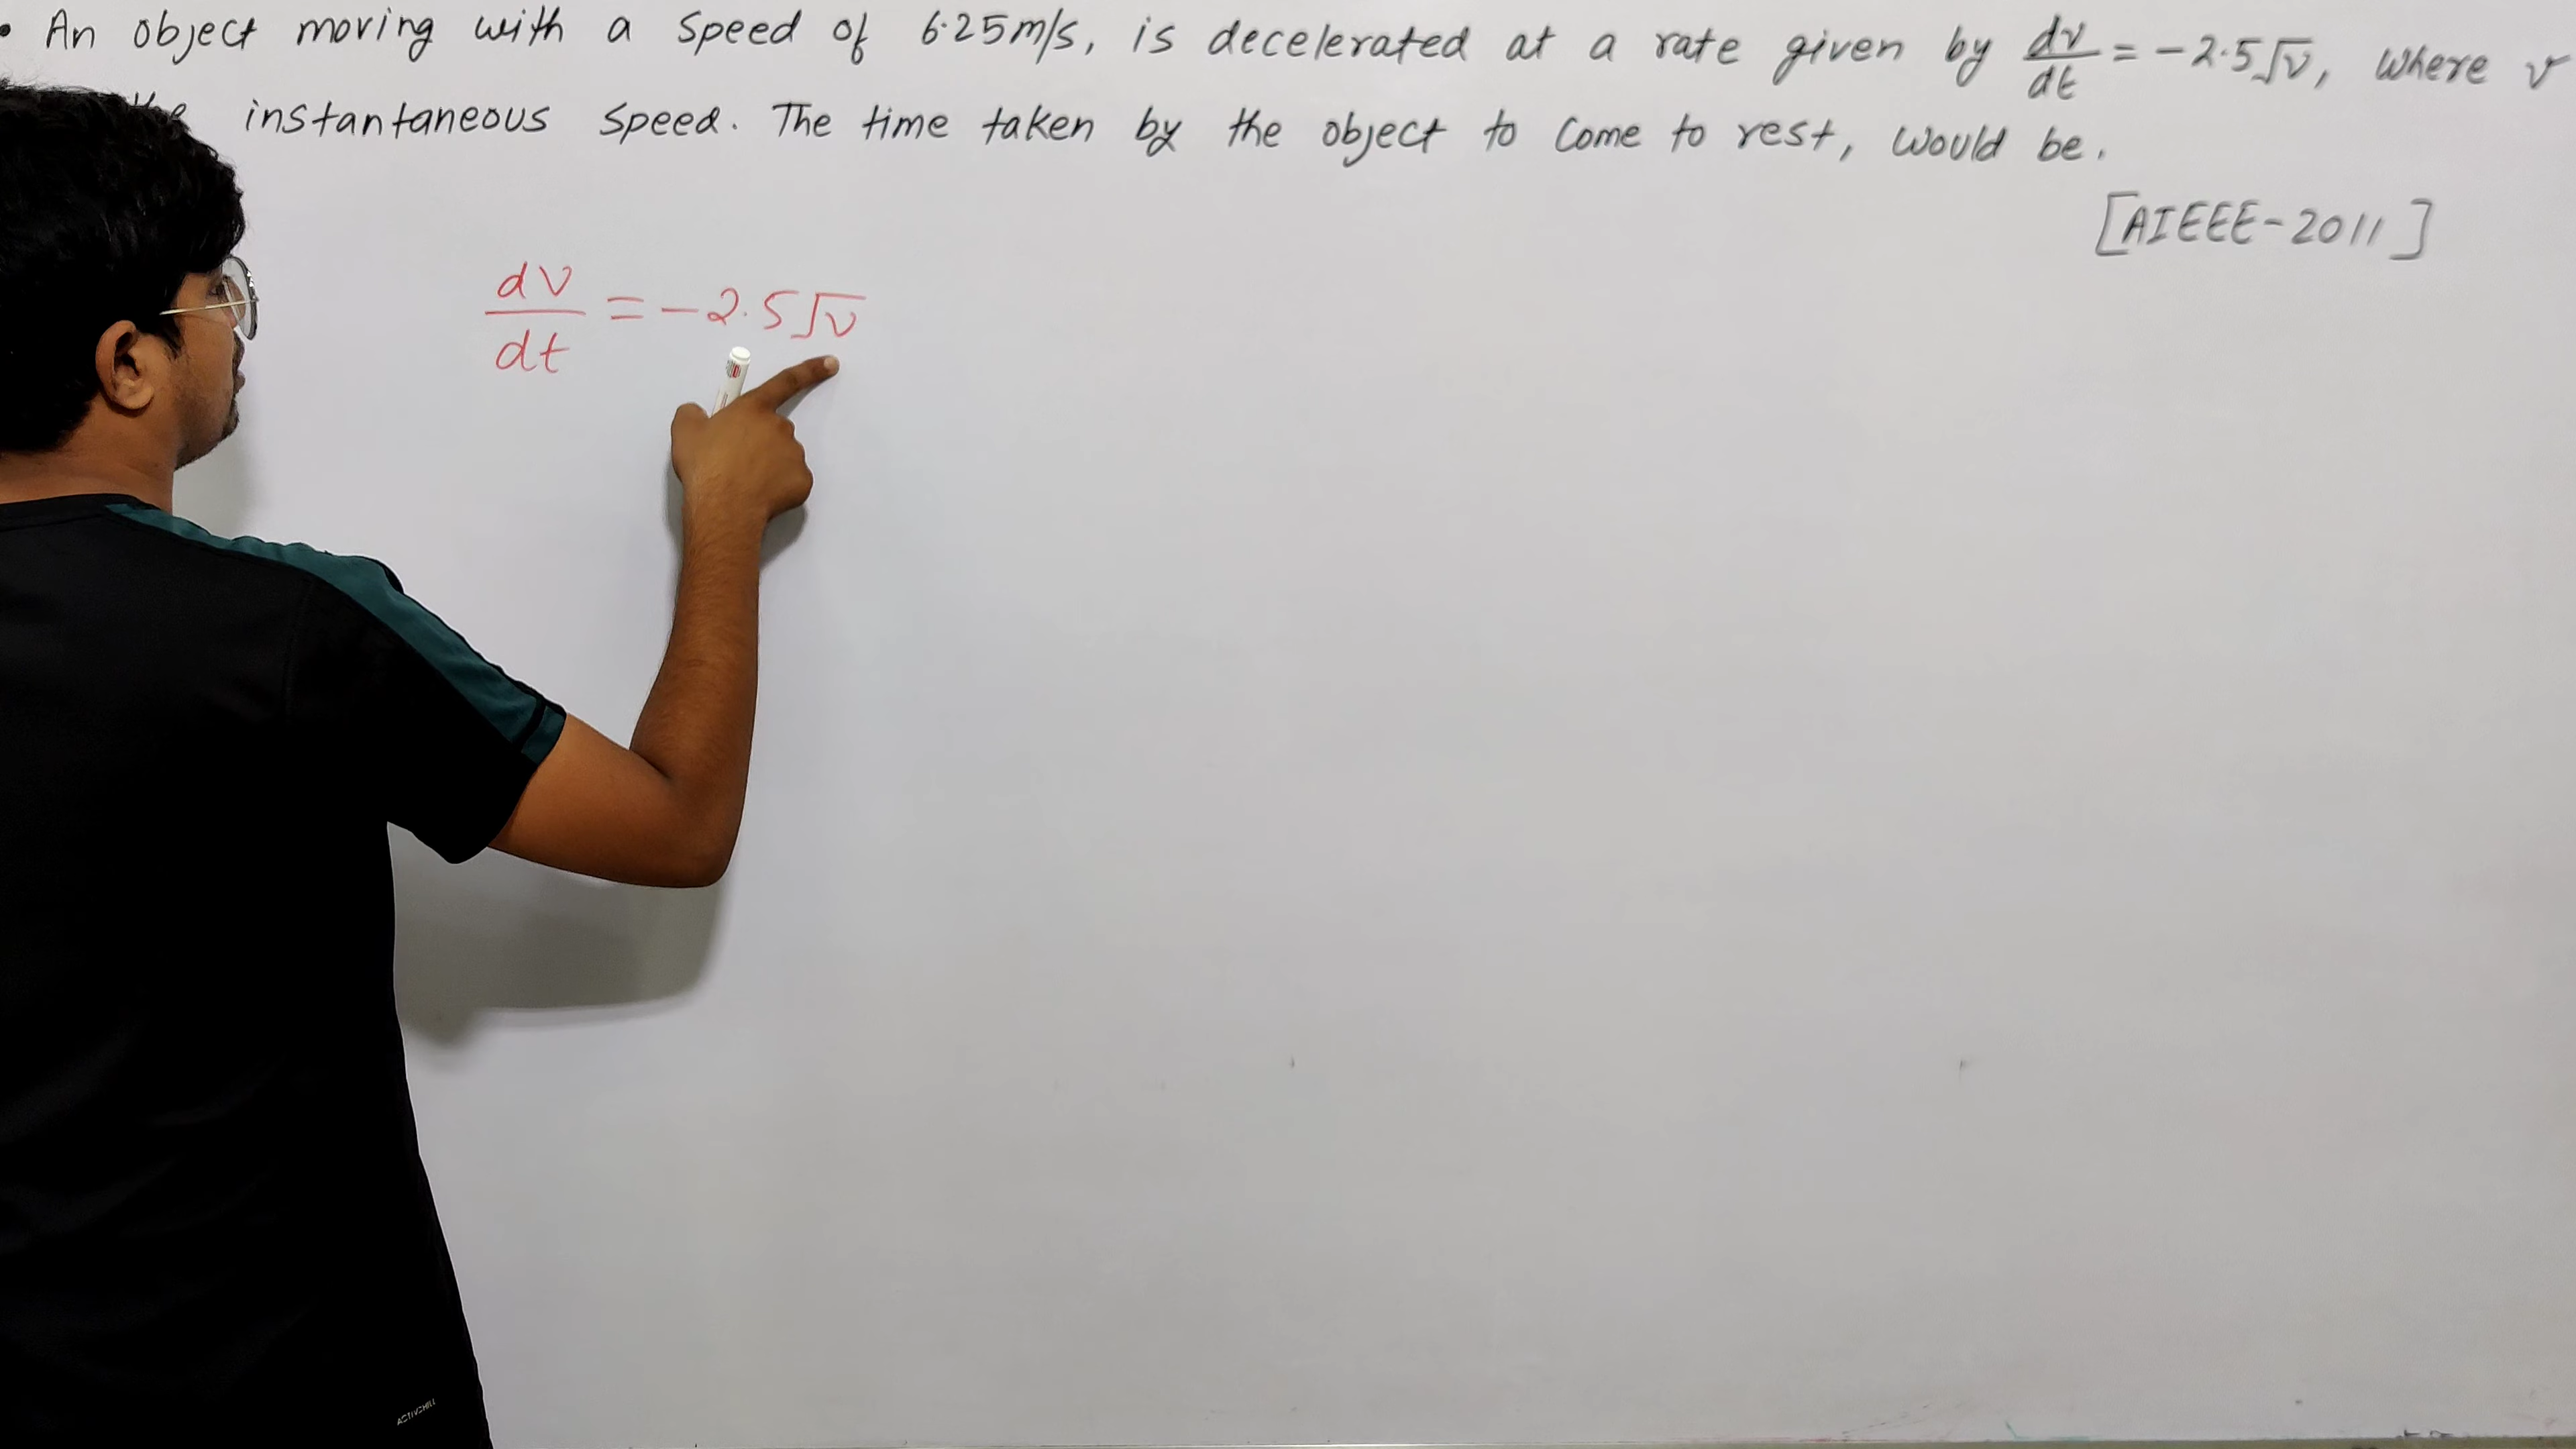 • An object moving with a speed of 6.25m/s, is decelerated at a rate given by dv/dt = -2.5√v, where v
instantaneous speed. The time taken by the object to come to rest, would be.
[AIEEE-2011]
dv/dt = -2.5√v
ACTIVCHILL